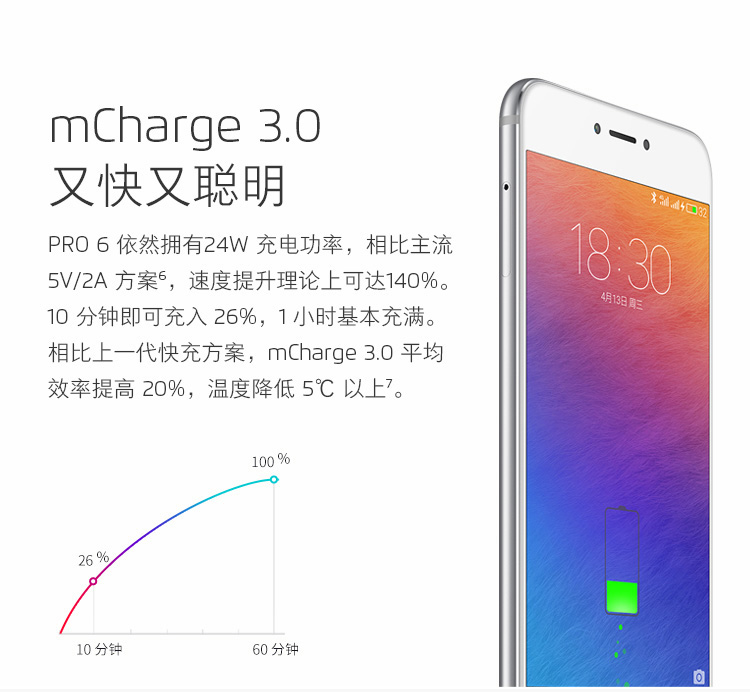 mCharge 3.0
又快又聪明
PRO 6 依然拥有24W 充电功率，相比主流
5V/2A 方案⁶，速度提升理论上可达140%。
10 分钟即可充入 26%，1 小时基本充满。
相比上一代快充方案，mCharge 3.0 平均
效率提高 20%，温度降低 5℃ 以上⁷。
32
18:30
4月13日 周三
100 %
26 %
10 分钟
60 分钟